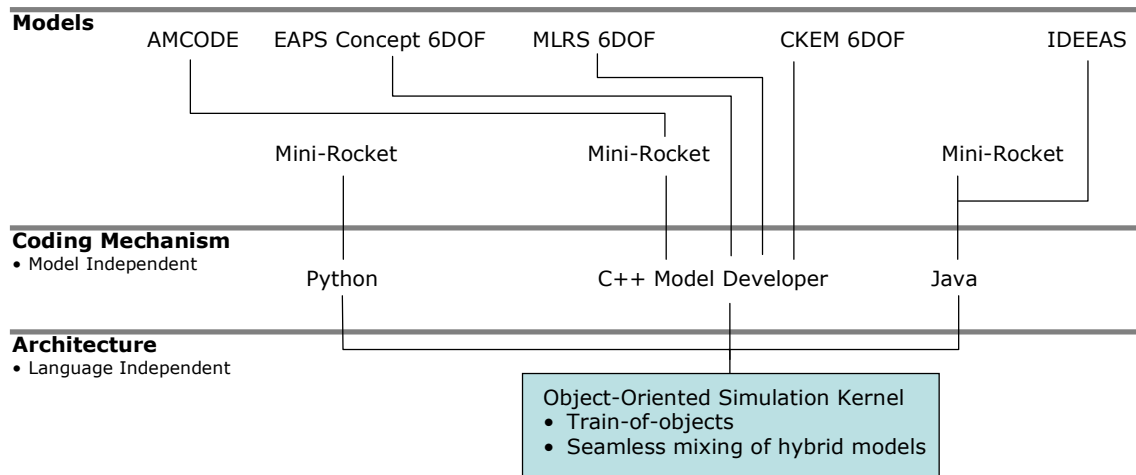 Models
AMCODE EAPS Concept 6DOF MLRS 6DOF CKEM 6DOF IDEEAS
Mini-Rocket Mini-Rocket Mini-Rocket
Coding Mechanism
• Model Independent
Python C++ Model Developer Java
Architecture
• Language Independent
Object-Oriented Simulation Kernel
• Train-of-objects
• Seamless mixing of hybrid models